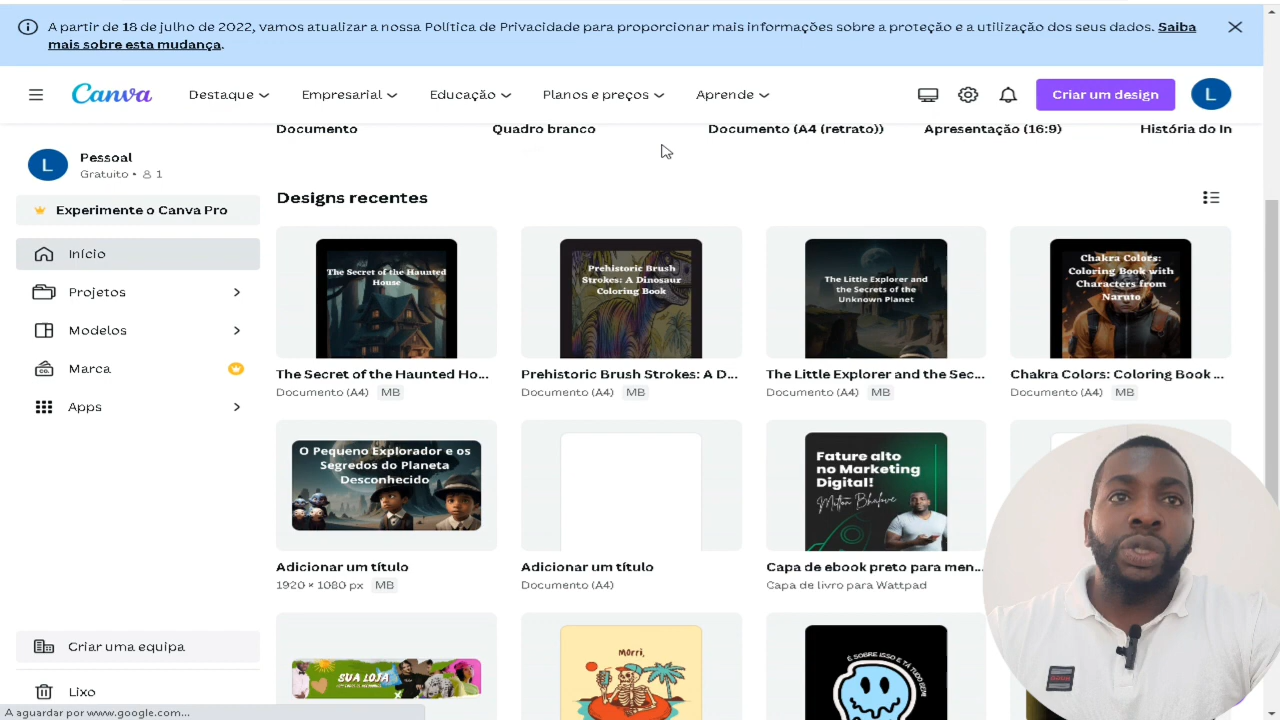 A partir de 18 de julho de 2022, vamos atualizar a nossa Política de Privacidade para proporcionar mais informações sobre a proteção e a utilização dos seus dados. Saiba
mais sobre esta mudança.
Canva
Destaque
Empresarial
Educação
Planos e preços
Aprende
Criar um design
L
Documento
Quadro branco
Documento (A4 (retrato))
Apresentação (16:9)
História do In
L
Pessoal
Gratuito • 1
Experimente o Canva Pro
Início
Projetos
Modelos
Marca
Apps
Criar uma equipa
Lixo
Designs recentes
The Secret of the Haunted
House
The Secret of the Haunted Ho...
Documento (A4) MB
Prehistoric Brush
Strokes: A Dinosaur
Coloring Book
Prehistoric Brush Strokes: A D...
Documento (A4) MB
The Little Explorer and
the Secrets of the
Unknown Planet
The Little Explorer and the Sec...
Documento (A4) MB
Chakra Colors:
Coloring Book with
Characters from
Naruto
Chakra Colors: Coloring Book ...
Documento (A4) MB
O Pequeno Explorador e os
Segredos do Planeta
Desconhecido
Adicionar um título
1920 × 1080 px MB
Adicionar um título
Documento (A4)
Fature alto
no Marketing
Digital!
Milton Bhalove
Capa de ebook preto para men...
Capa de livro para Wattpad
SUA LOJA
MORRI,
É SOBRE ISSO E TÁ TUDO BEM!
A aguardar por www.google.com...